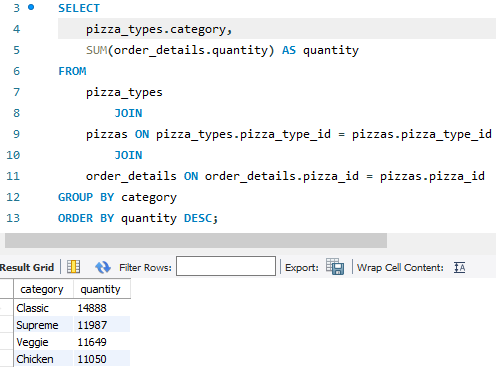 3 SELECT
4 pizza_types.category,
5 SUM(order_details.quantity) AS quantity
6 FROM
7 pizza_types
8 JOIN
9 pizzas ON pizza_types.pizza_type_id = pizzas.pizza_type_id
10 JOIN
11 order_details ON order_details.pizza_id = pizzas.pizza_id
12 GROUP BY category
13 ORDER BY quantity DESC;
Result Grid Filter Rows: Export: Wrap Cell Content: IA
category quantity
Classic 14888
Supreme 11987
Veggie 11649
Chicken 11050